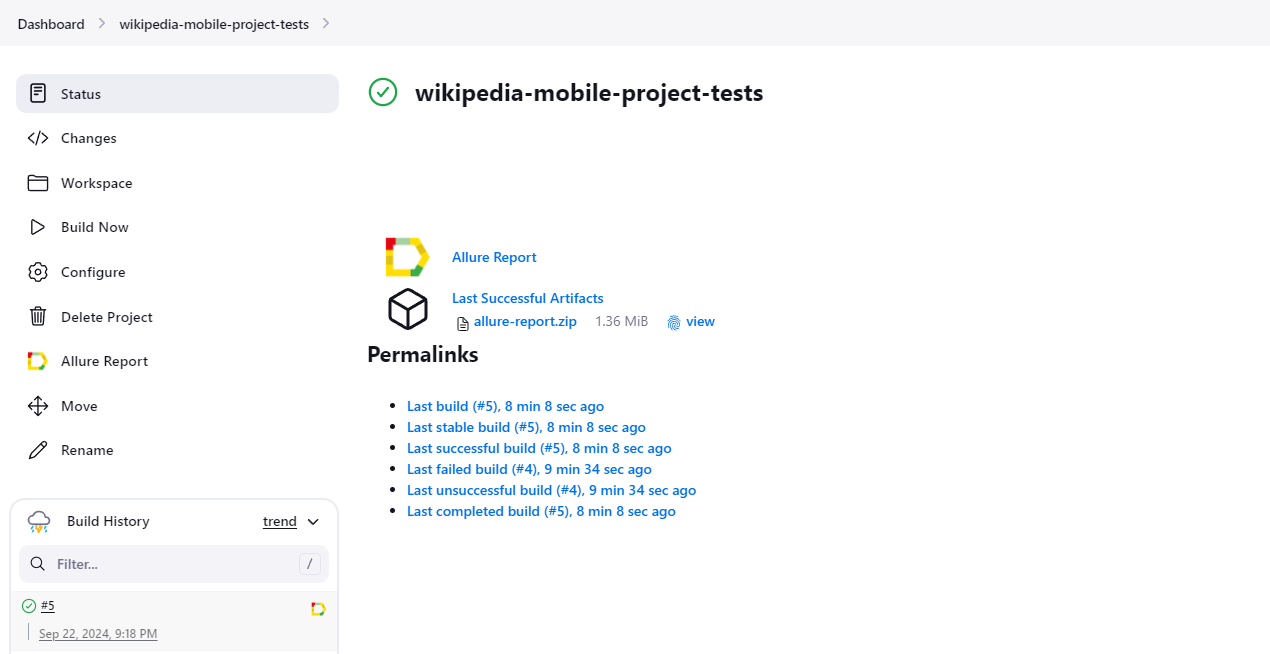 Dashboard
wikipedia-mobile-project-tests
Status
Changes
Workspace
Build Now
Configure
Delete Project
Allure Report
Move
Rename
Build History
trend
Filter...
/
#5
Sep 22, 2024, 9:18 PM
wikipedia-mobile-project-tests
Allure Report
Last Successful Artifacts
allure-report.zip 1.36 MiB view
Permalinks
Last build (#5), 8 min 8 sec ago
Last stable build (#5), 8 min 8 sec ago
Last successful build (#5), 8 min 8 sec ago
Last failed build (#4), 9 min 34 sec ago
Last unsuccessful build (#4), 9 min 34 sec ago
Last completed build (#5), 8 min 8 sec ago